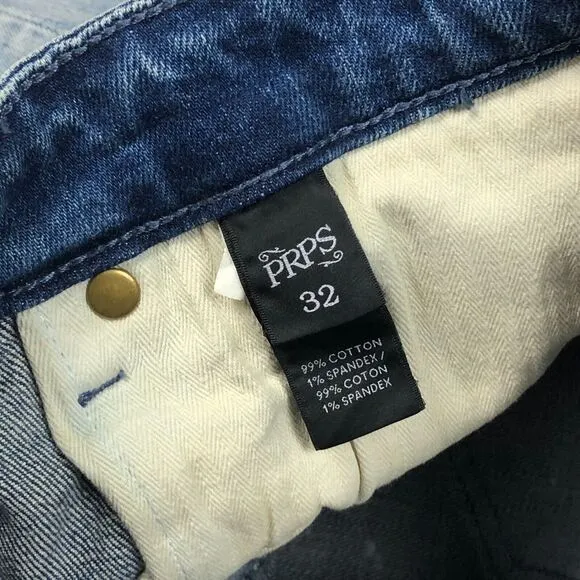 PRPS
32
99% COTTON
1% SPANDEX /
99% COTON
1% SPANDEX